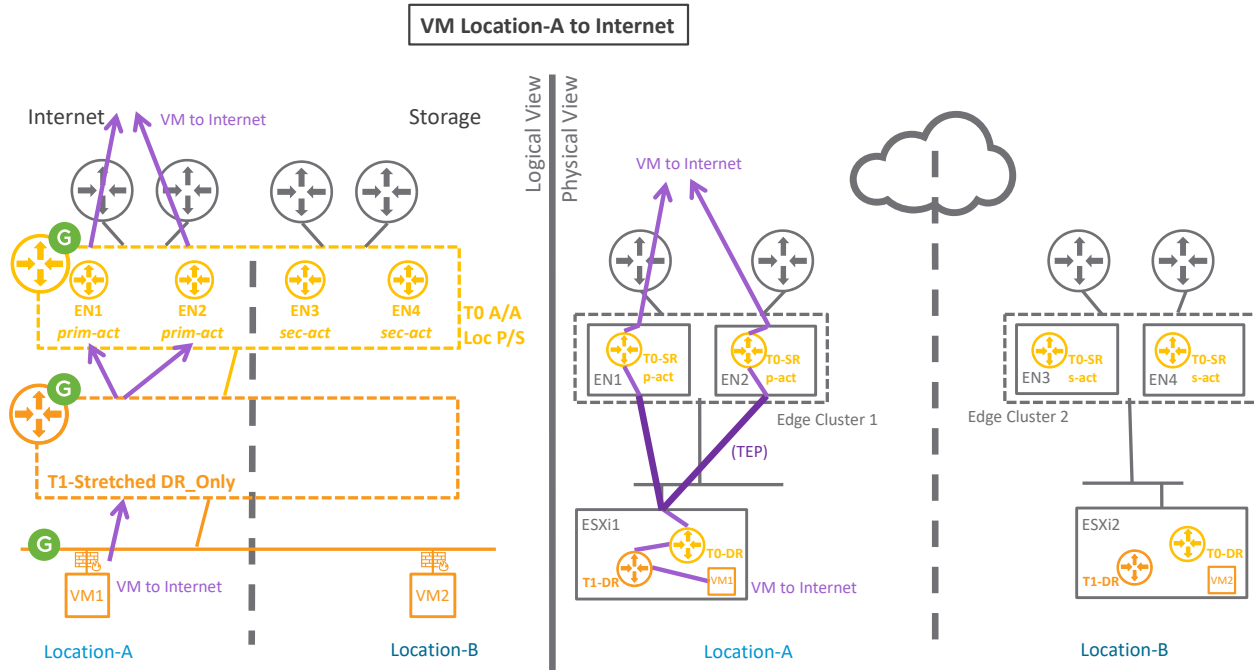 VM Location-A to Internet
Logical View
Physical View
Internet
VM to Internet
Storage
G
EN1
prim-act
EN2
prim-act
EN3
sec-act
EN4
sec-act
T0 A/A
Loc P/S
G
T1-Stretched DR_Only
G
VM1
VM to Internet
VM2
Location-A
Location-B
VM to Internet
T0-SR
p-act
EN1
T0-SR
p-act
EN2
Edge Cluster 1
(TEP)
ESXi1
T0-DR
T1-DR
VM1
VM to Internet
Location-A
T0-SR
s-act
EN3
T0-SR
s-act
EN4
Edge Cluster 2
ESXi2
T0-DR
T1-DR
VM2
Location-B